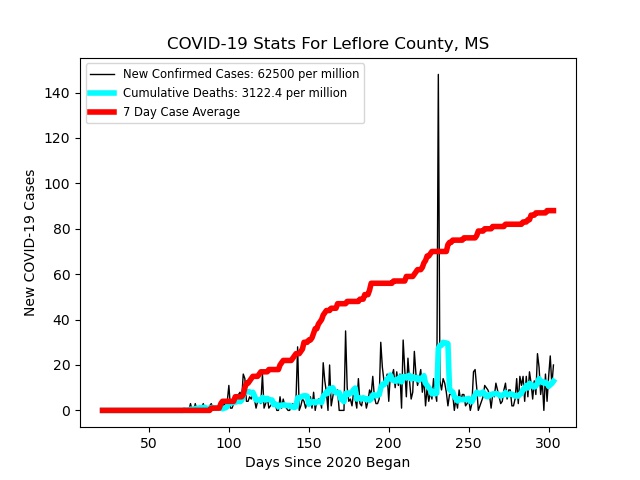 COVID-19 Stats For Leflore County, MS
New Confirmed Cases: 62500 per million
Cumulative Deaths: 3122.4 per million
7 Day Case Average
New COVID-19 Cases
140
120
100
80
60
40
20
0
50 100 150 200 250 300
Days Since 2020 Began